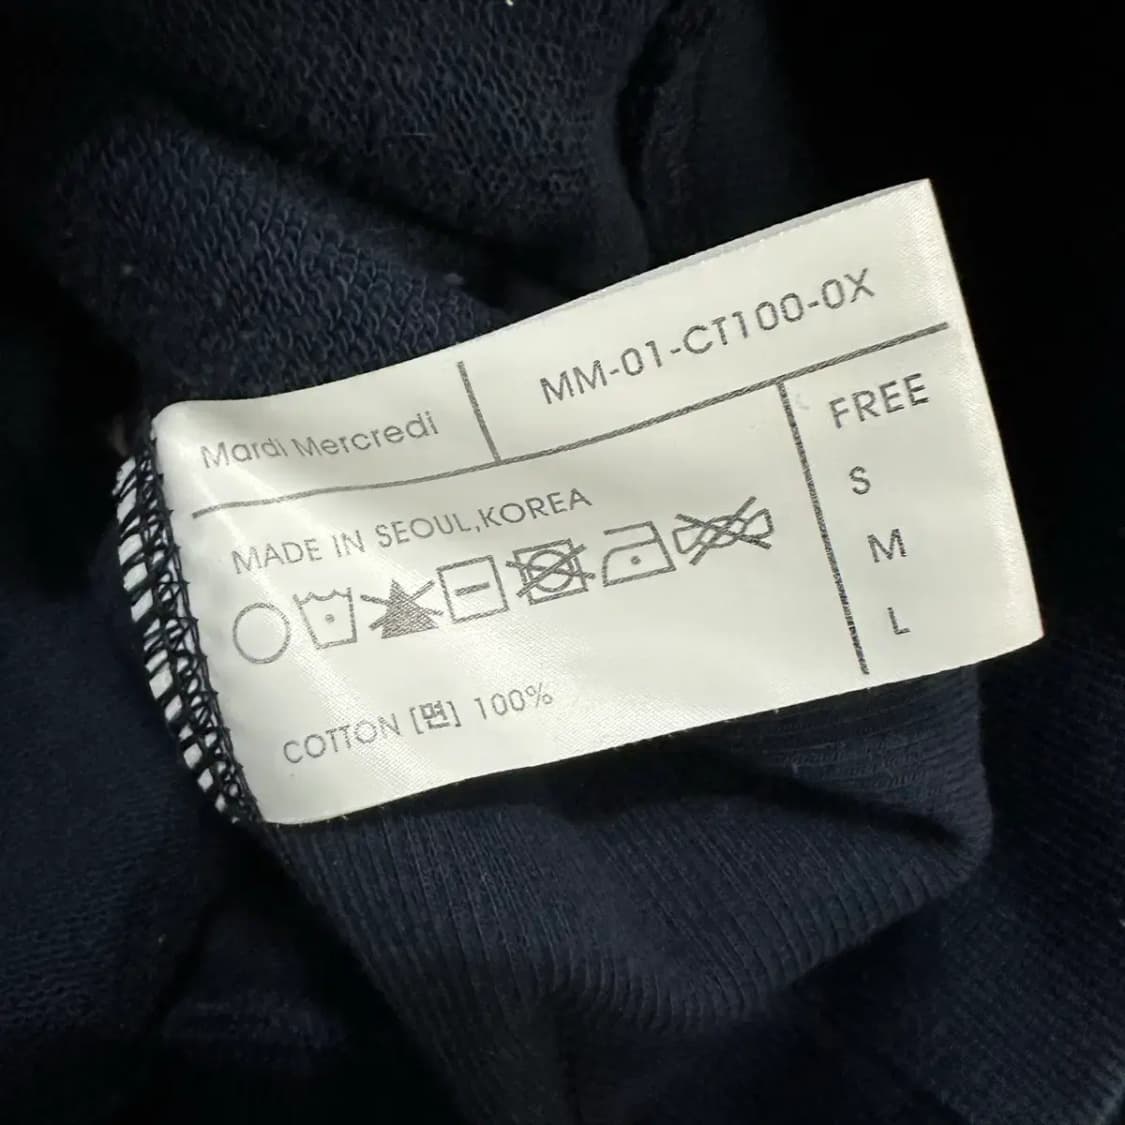 Mardi Mercredi
MM-01-CT100-0X
MADE IN SEOUL,KOREA
COTTON [면] 100%
FREE
S
M
L